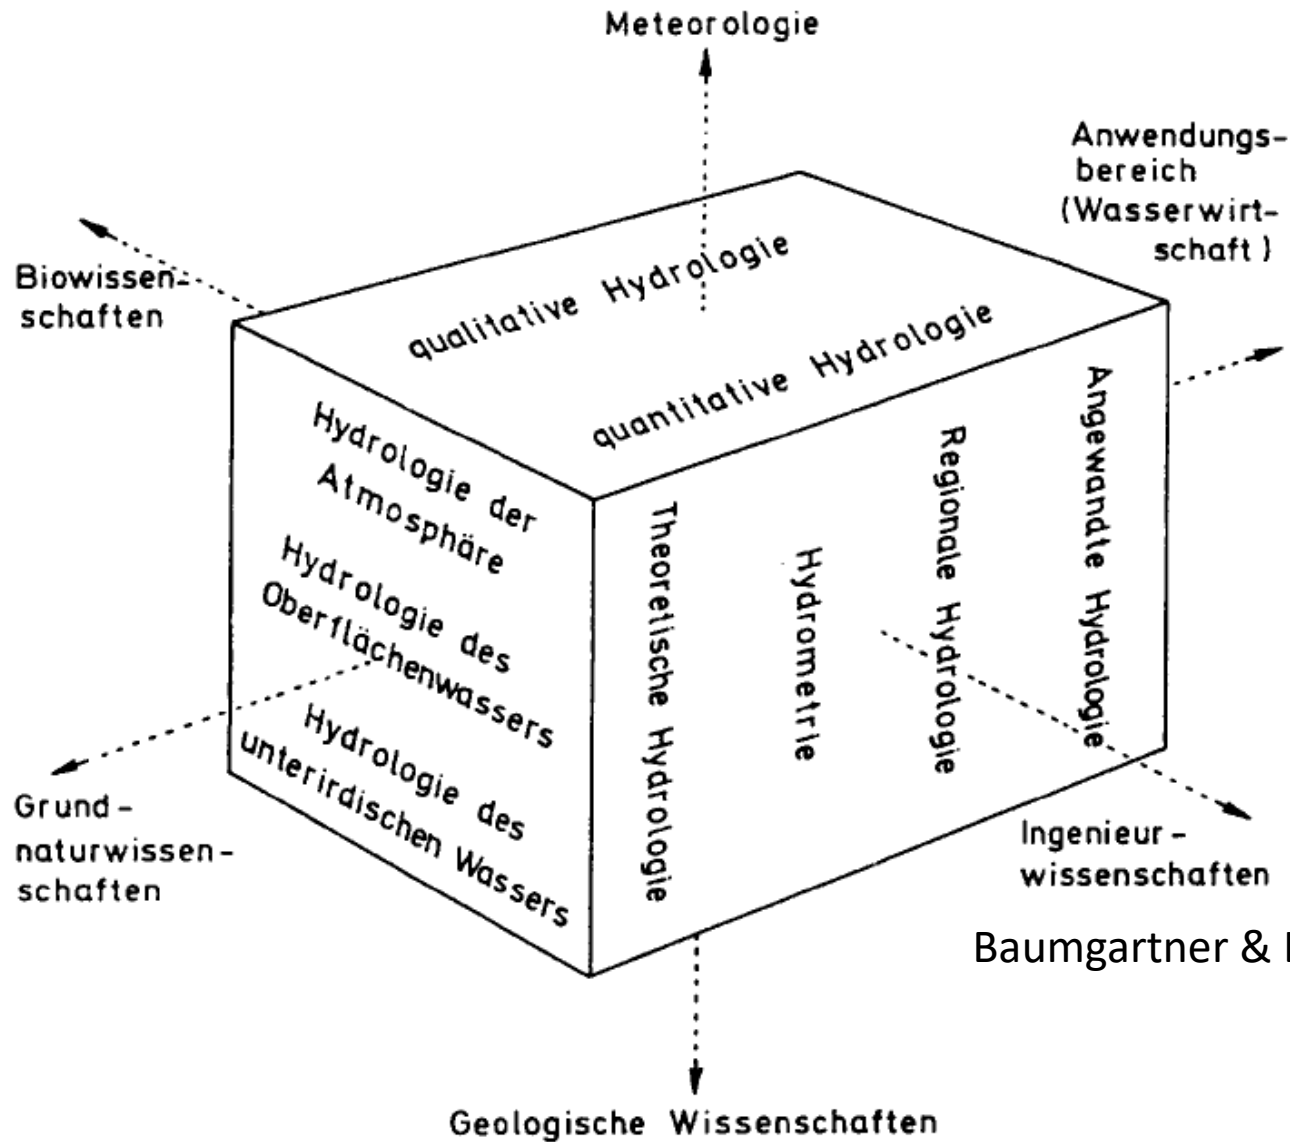 Meteorologie
Anwendungs-
bereich
(Wasserwirt-
schaft)
Biowissen-
schaften
qualitative Hydrologie
quantitative Hydrologie
Hydrologie der
Atmosphäre
Hydrologie des
Oberflächenwassers
Hydrologie des
unterirdischen Wassers
Theoretische Hydrologie
Hydrometrie
Regionale Hydrologie
Angewandte Hydrologie
Grund-
naturwissen-
schaften
Ingenieur-
wissenschaften
Baumgartner &
Geologische Wissenschaften